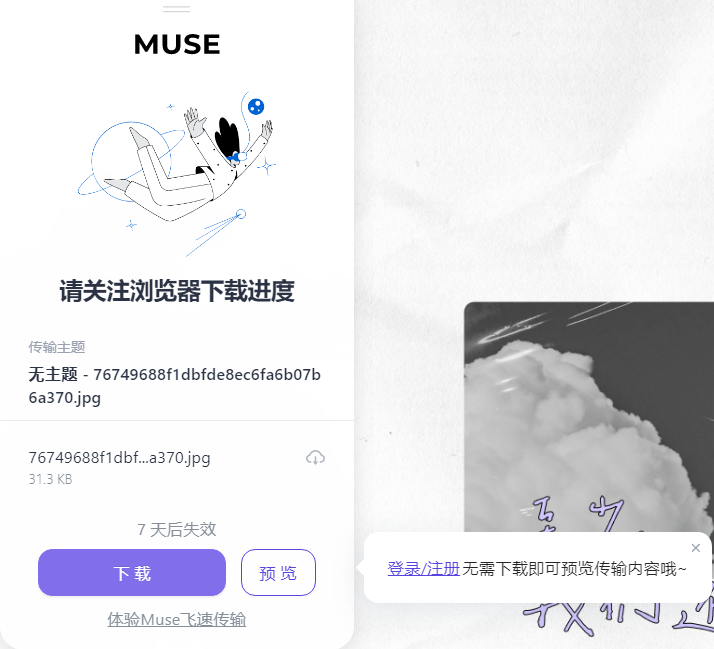 MUSE
请关注浏览器下载进度
传输主题
无主题 - 76749688f1dbfde8ec6fa6b07b
6a370.jpg
76749688f1dbf...a370.jpg
31.3 KB
7 天后失效
下 载
预 览
登录/注册 无需下载即可预览传输内容哦~
体验Muse飞速传输